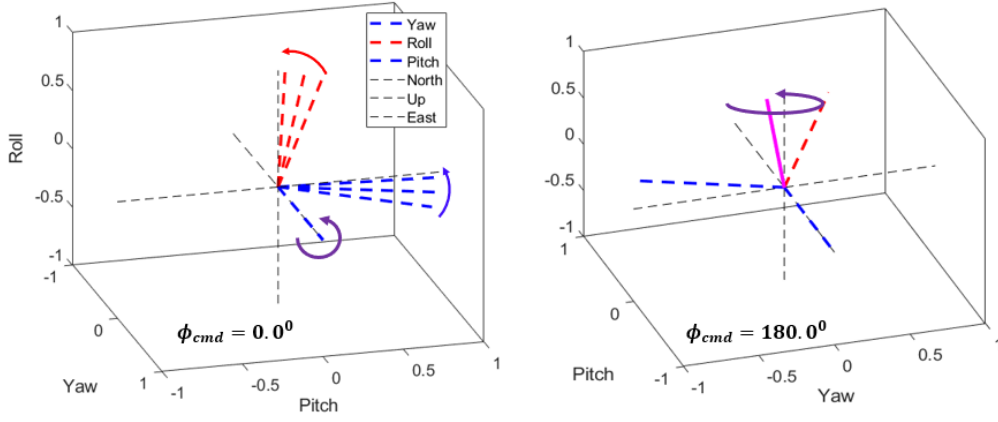 1
0.5
0
-0.5
-1
Roll
-1
0
1
Yaw
-1
-0.5
0
0.5
1
Pitch
Yaw
Roll
Pitch
North
Up
East
ϕcmd = 0.0⁰
1
0.5
0
-0.5
-1
1
0
-1
Pitch
-1
-0.5
0
0.5
1
Yaw
ϕcmd = 180.0⁰